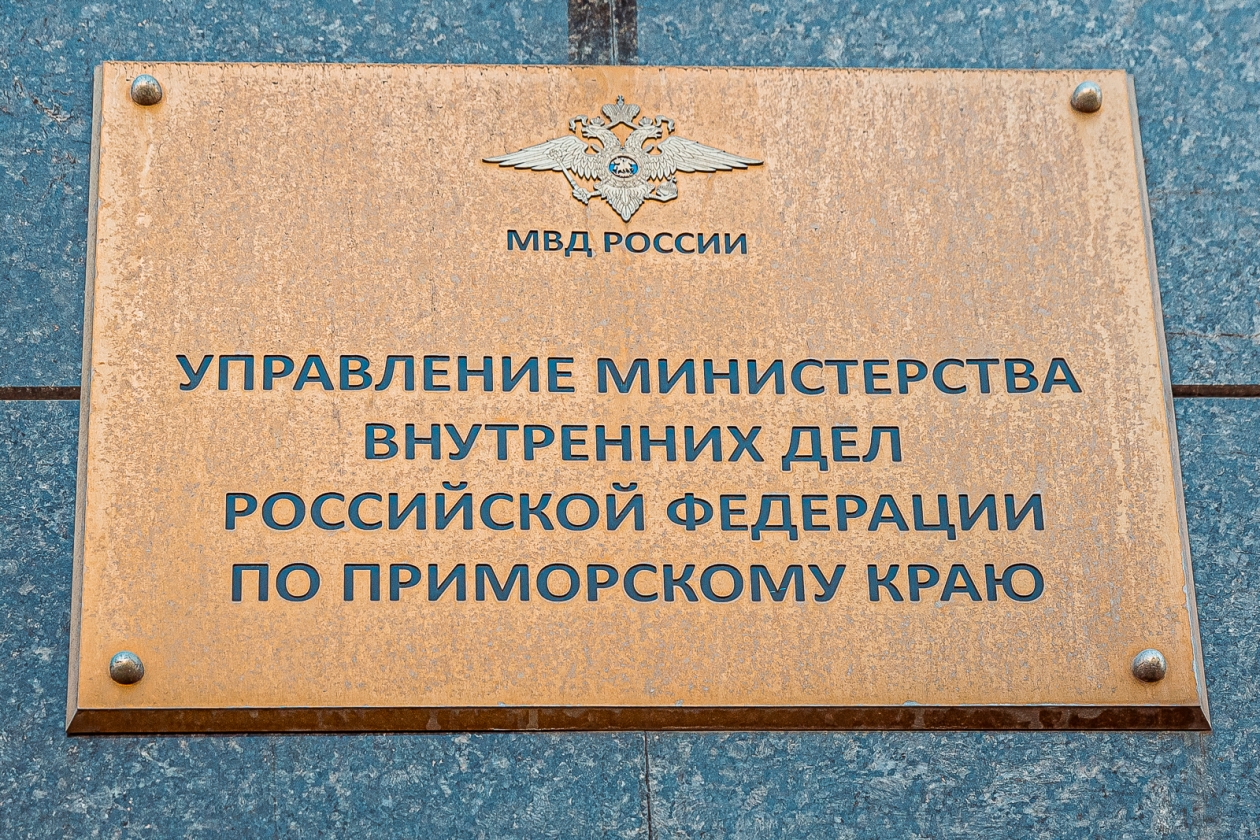 МВД РОССИИ
УПРАВЛЕНИЕ МИНИСТЕРСТВА
ВНУТРЕННИХ ДЕЛ
РОССИЙСКОЙ ФЕДЕРАЦИИ
ПО ПРИМОРСКОМУ КРАЮ